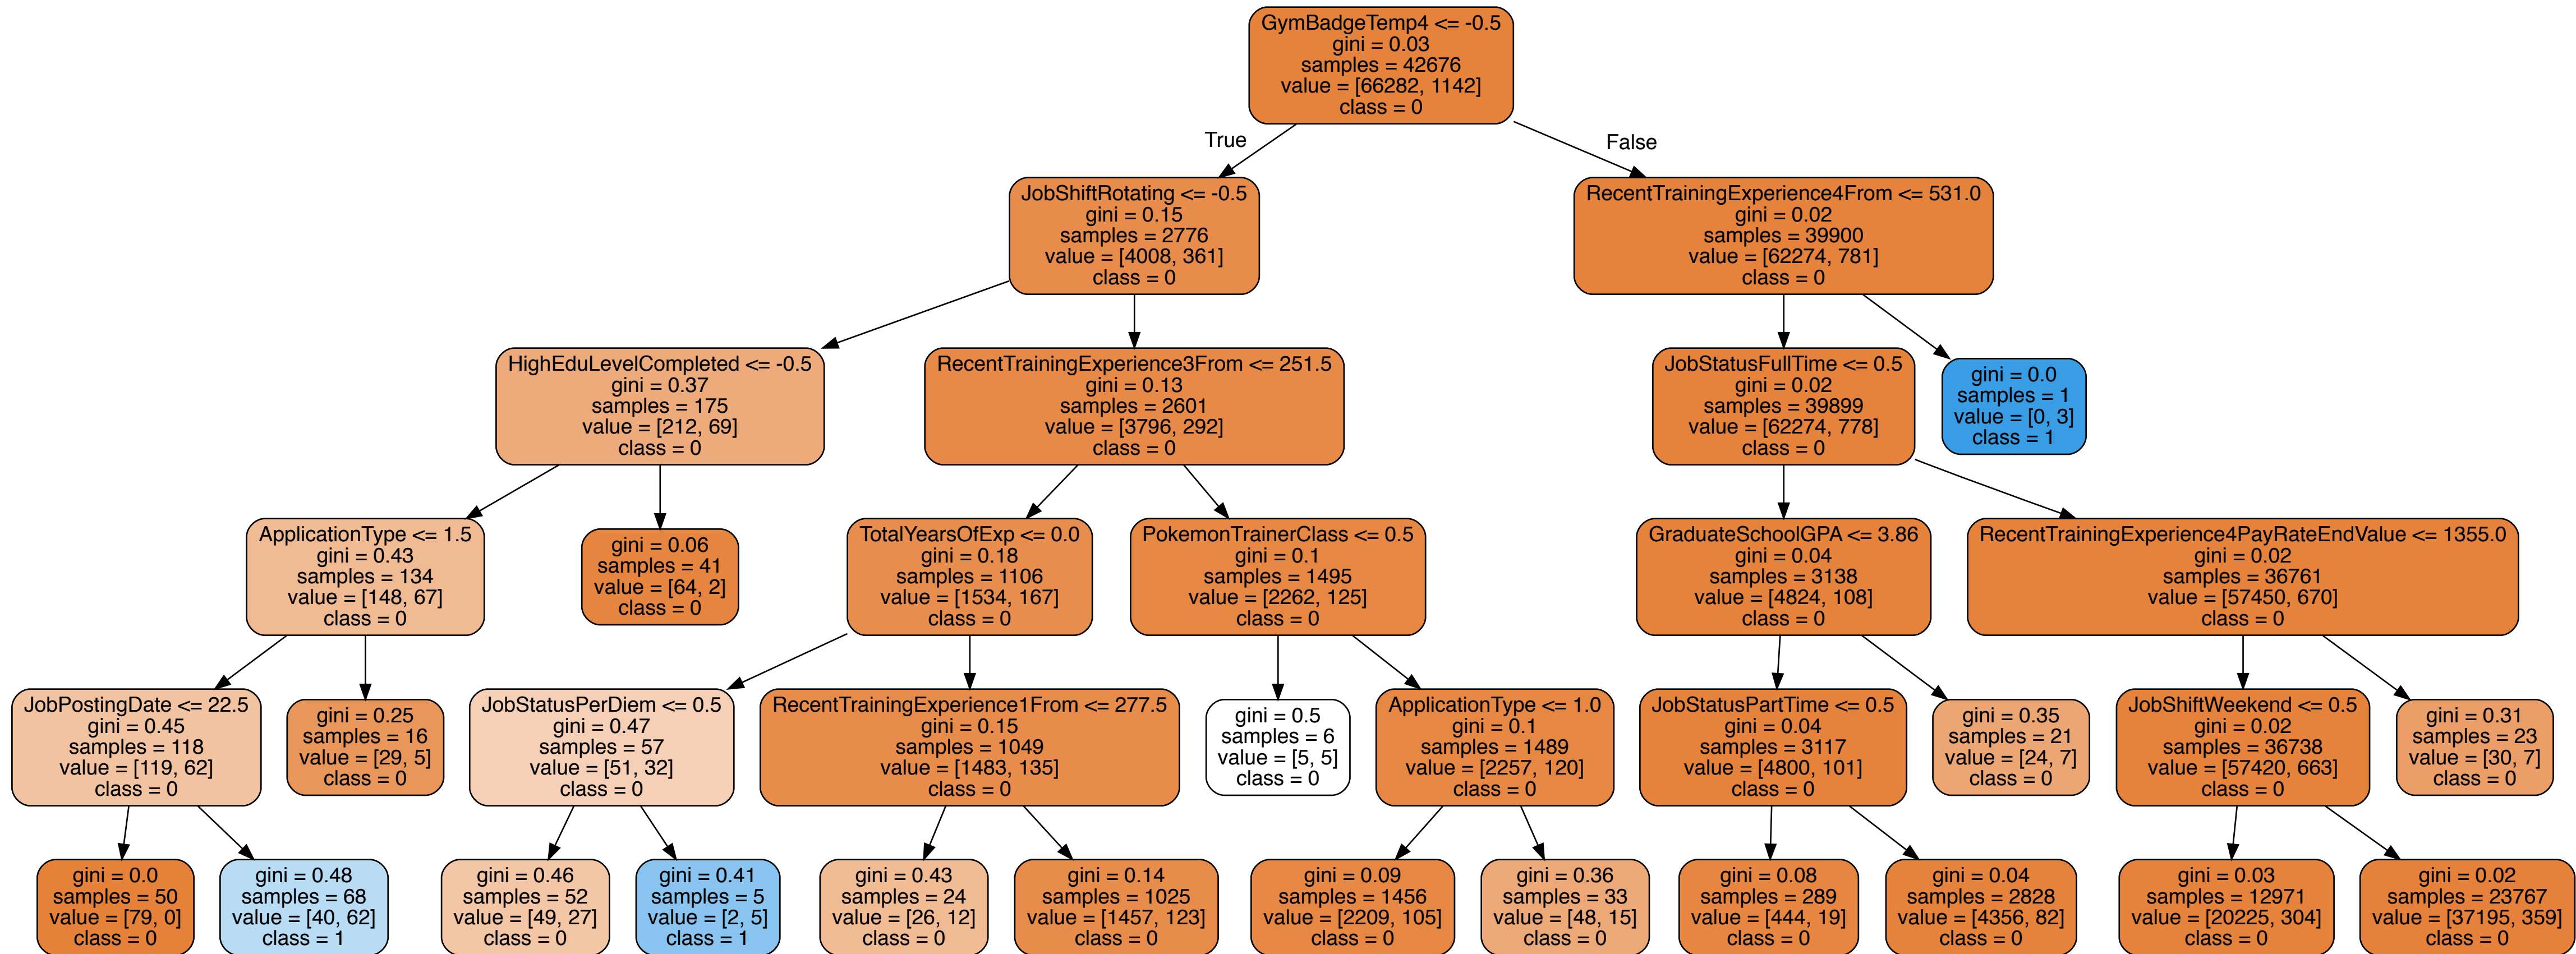 GymBadgeTemp4 <= -0.5
gini = 0.03
samples = 42676
value = [66282, 1142]
class = 0
True
False
JobShiftRotating <= -0.5
gini = 0.15
samples = 2776
value = [4008, 361]
class = 0
RecentTrainingExperience4From <= 531.0
gini = 0.02
samples = 39900
value = [62274, 781]
class = 0
HighEduLevelCompleted <= -0.5
gini = 0.37
samples = 175
value = [212, 69]
class = 0
RecentTrainingExperience3From <= 251.5
gini = 0.13
samples = 2601
value = [3796, 292]
class = 0
JobStatusFullTime <= 0.5
gini = 0.02
samples = 39899
value = [62274, 778]
class = 0
gini = 0.0
samples = 1
value = [0, 3]
class = 1
ApplicationType <= 1.5
gini = 0.43
samples = 134
value = [148, 67]
class = 0
gini = 0.06
samples = 41
value = [64, 2]
class = 0
TotalYearsOfExp <= 0.0
gini = 0.18
samples = 1106
value = [1534, 167]
class = 0
PokemonTrainerClass <= 0.5
gini = 0.1
samples = 1495
value = [2262, 125]
class = 0
GraduateSchoolGPA <= 3.86
gini = 0.04
samples = 3138
value = [4824, 108]
class = 0
RecentTrainingExperience4PayRateEndValue <= 1355.0
gini = 0.02
samples = 36761
value = [57450, 670]
class = 0
JobPostingDate <= 22.5
gini = 0.45
samples = 118
value = [119, 62]
class = 0
gini = 0.25
samples = 16
value = [29, 5]
class = 0
JobStatusPerDiem <= 0.5
gini = 0.47
samples = 57
value = [51, 32]
class = 0
RecentTrainingExperience1From <= 277.5
gini = 0.15
samples = 1049
value = [1483, 135]
class = 0
gini = 0.5
samples = 6
value = [5, 5]
class = 0
ApplicationType <= 1.0
gini = 0.1
samples = 1489
value = [2257, 120]
class = 0
JobStatusPartTime <= 0.5
gini = 0.04
samples = 3117
value = [4800, 101]
class = 0
gini = 0.35
samples = 21
value = [24, 7]
class = 0
JobShiftWeekend <= 0.5
gini = 0.02
samples = 36738
value = [57420, 663]
class = 0
gini = 0.31
samples = 23
value = [30, 7]
class = 0
gini = 0.0
samples = 50
value = [79, 0]
class = 0
gini = 0.48
samples = 68
value = [40, 62]
class = 1
gini = 0.46
samples = 52
value = [49, 27]
class = 0
gini = 0.41
samples = 5
value = [2, 5]
class = 1
gini = 0.43
samples = 24
value = [26, 12]
class = 0
gini = 0.14
samples = 1025
value = [1457, 123]
class = 0
gini = 0.09
samples = 1456
value = [2209, 105]
class = 0
gini = 0.36
samples = 33
value = [48, 15]
class = 0
gini = 0.08
samples = 289
value = [444, 19]
class = 0
gini = 0.04
samples = 2828
value = [4356, 82]
class = 0
gini = 0.03
samples = 12971
value = [20225, 304]
class = 0
gini = 0.02
samples = 23767
value = [37195, 359]
class = 0